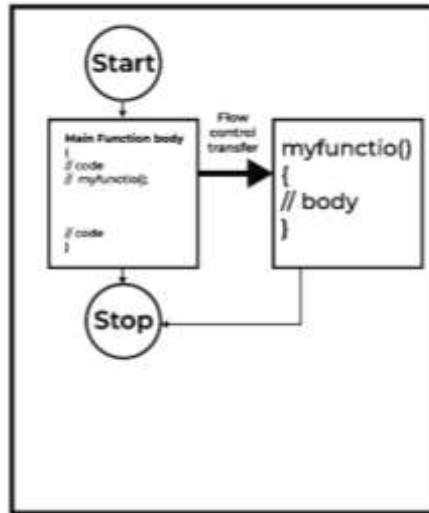 Start
Main Function body
{
// code
// myfunctio();
// code
}
Flow
control
transfer
myfunctio()
{
// body
}
Stop